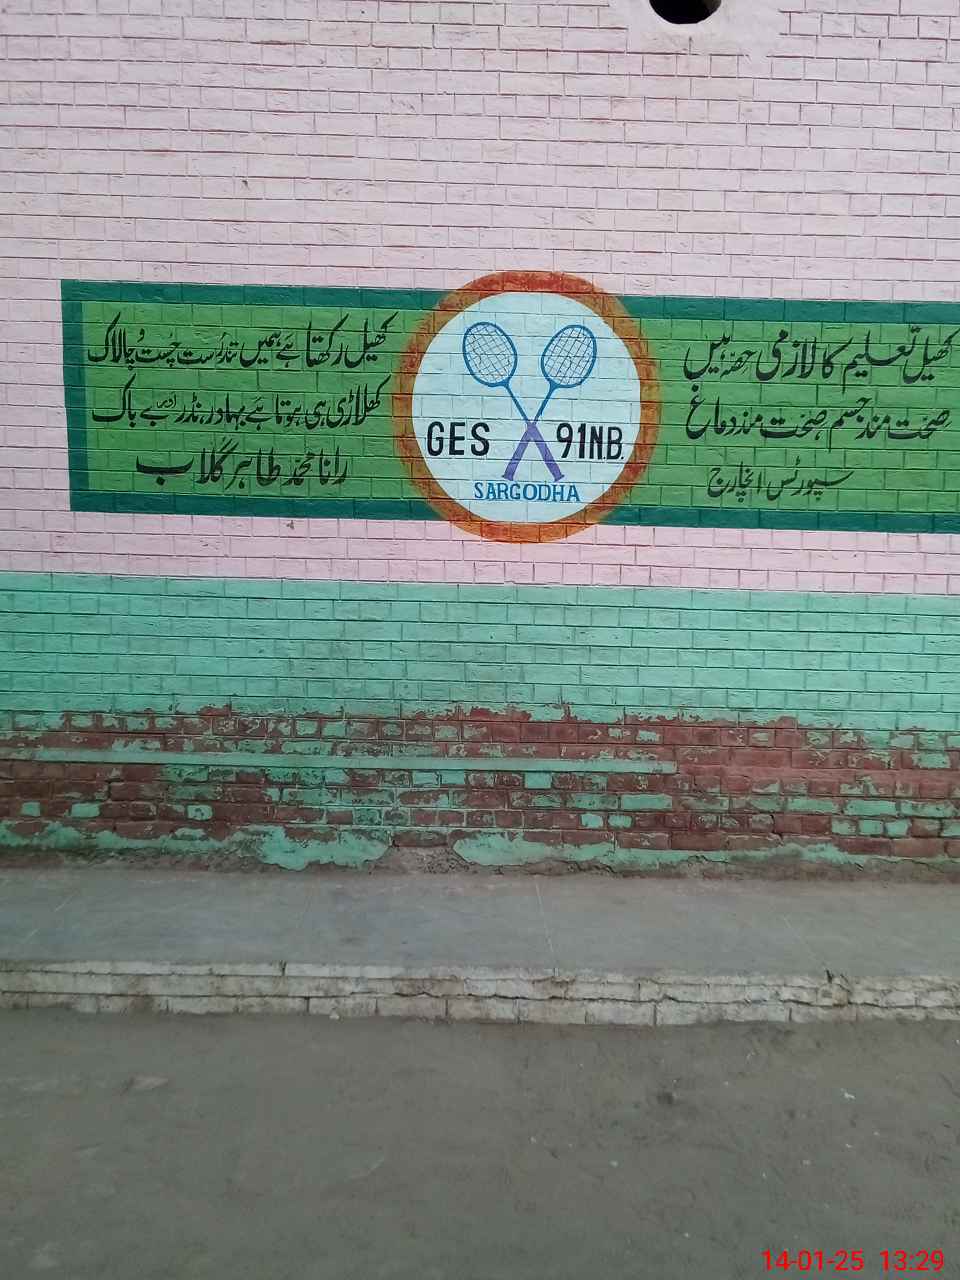 کھیل تعلیم کا لازمی حصّہ ہیں
صحت مند جسم صحت مند دماغ
سپورٹس انچارج
GES 91N.B.
SARGODHA
کھیل رکھتا ہے ہمیں تندرست چست و چالاک
کھلاڑی ہی ہوتا ہے بہادر، نڈر اور بے باک
رانا محمد طاہر گلاب
14-01-25 13:29